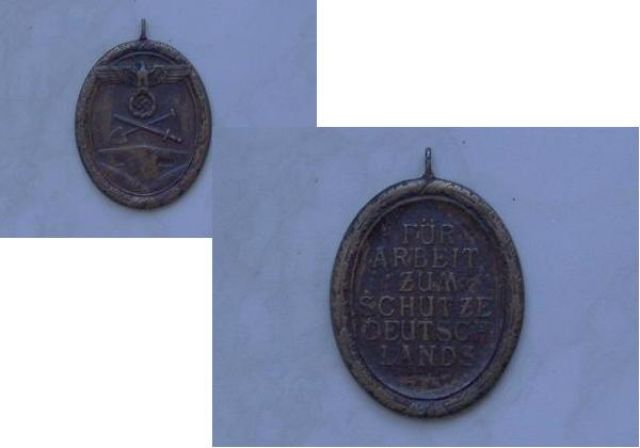 FÜR
ARBEIT
ZUM
SCHUTZE
DEUTSCH
LANDS